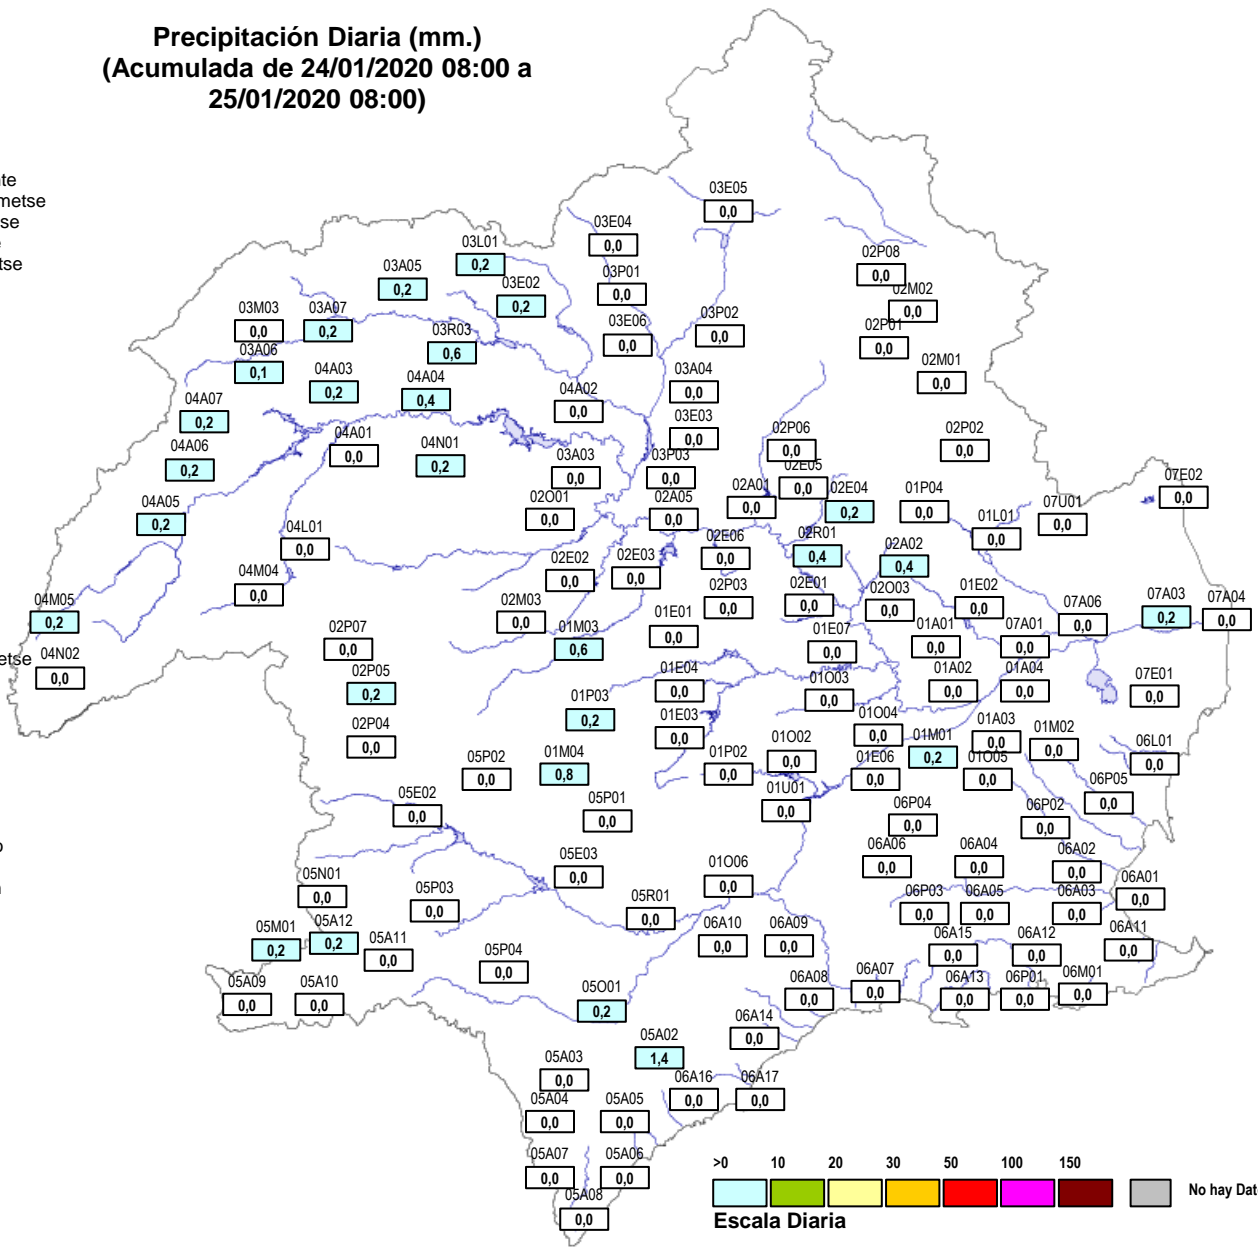 Precipitación Diaria (mm.)
(Acumulada de 24/01/2020 08:00 a
25/01/2020 08:00)
nte
metse
se
e
tse
etse
o
n
03E05
0,0
03E04
0,0
03L01
0,2
02P08
0,0
03A05
0,2
03P01
0,0
03E02
0,2
02M02
0,0
03M03
0,0
03A07
0,2
03P02
0,0
03R03
0,6
03E06
0,0
02P01
0,0
03A06
0,1
02M01
0,0
04A03
0,2
04A04
0,4
03A04
0,0
04A02
0,0
04A07
0,2
03E03
0,0
04A01
0,0
02P06
0,0
02P02
0,0
04A06
0,2
04N01
0,2
03A03
0,0
03P03
0,0
02E05
0,0
07E02
0,0
04A05
0,2
02O01
0,0
02A05
0,0
02A01
0,0
02E04
0,2
01P04
0,0
07U01
0,0
01L01
0,0
04L01
0,0
02E06
0,0
02R01
0,4
02A02
0,4
02E02
0,0
02E03
0,0
04M04
0,0
02P03
0,0
02E01
0,0
02O03
0,0
01E02
0,0
07A03
0,2
07A04
0,0
04M05
0,2
02M03
0,0
01E01
0,0
07A06
0,0
02P07
0,0
01M03
0,6
01E07
0,0
01A01
0,0
07A01
0,0
04N02
0,0
02P05
0,2
01E04
0,0
01O03
0,0
01A02
0,0
01A04
0,0
07E01
0,0
01P03
0,2
02P04
0,0
01E03
0,0
01O04
0,0
01A03
0,0
01M02
0,0
01O02
0,0
01M01
0,2
06L01
0,0
05P02
0,0
01M04
0,8
01P02
0,0
01E06
0,0
01O05
0,0
05E02
0,0
05P01
0,0
01U01
0,0
06P05
0,0
06P04
0,0
06P02
0,0
05E03
0,0
06A06
0,0
06A04
0,0
06A02
0,0
05N01
0,0
01O06
0,0
06A01
0,0
05P03
0,0
05R01
0,0
06P03
0,0
06A05
0,0
06A03
0,0
05M01
0,2
05A12
0,2
06A10
0,0
06A09
0,0
06A15
0,0
06A12
0,0
06A11
0,0
05A11
0,0
05P04
0,0
05A09
0,0
05A10
0,0
05O01
0,2
06A08
0,0
06A07
0,0
06A13
0,0
06P01
0,0
06M01
0,0
05A02
1,4
06A14
0,0
05A03
0,0
06A16
0,0
06A17
0,0
05A04
0,0
05A05
0,0
05A07
0,0
05A06
0,0
05A08
0,0
>0 10 20 30 50 100 150
No hay Dat
Escala Diaria